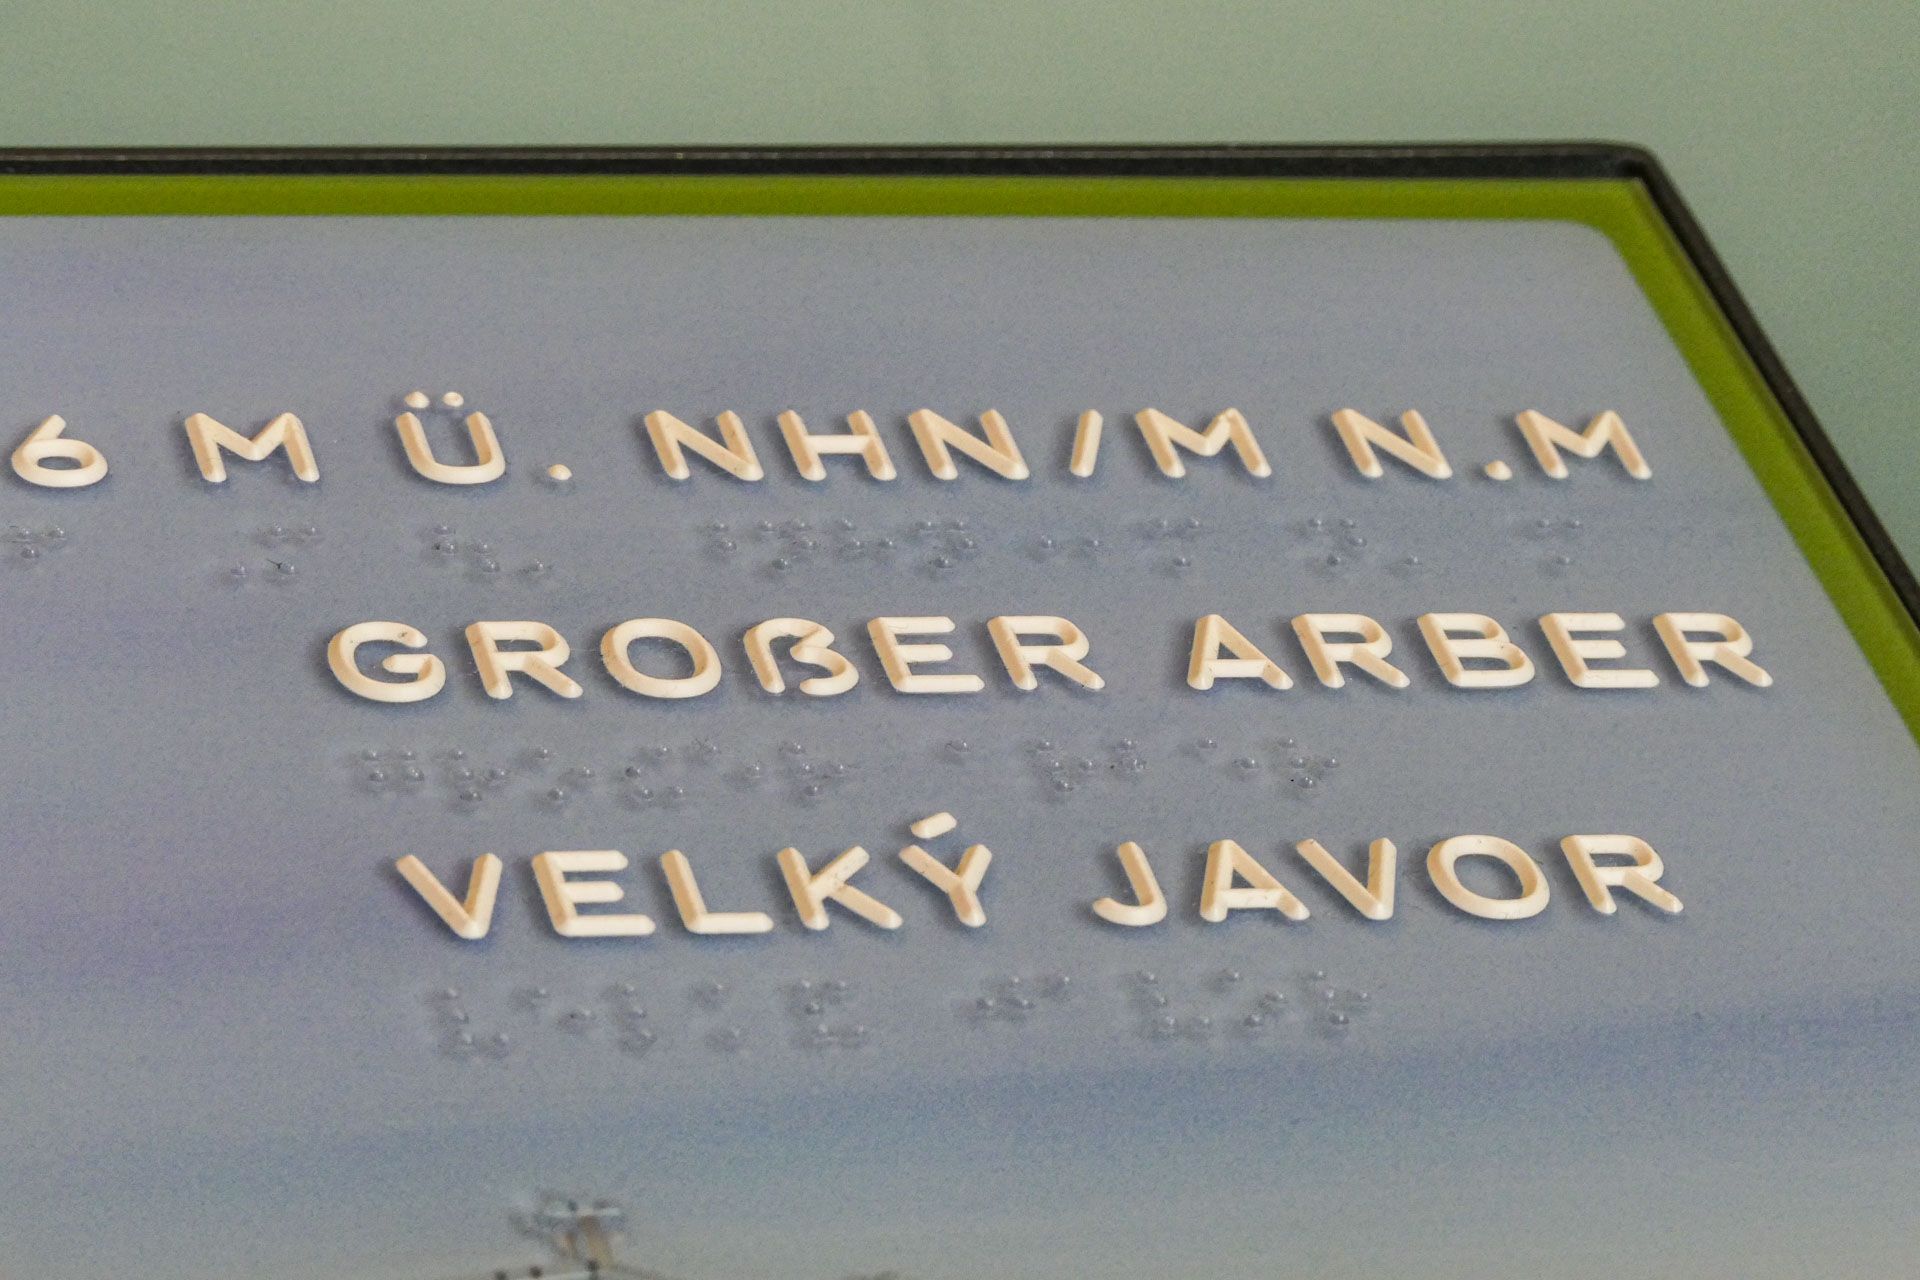 6 M Ü. NHN/M N.M
GROẞER ARBER
VELKÝ JAVOR